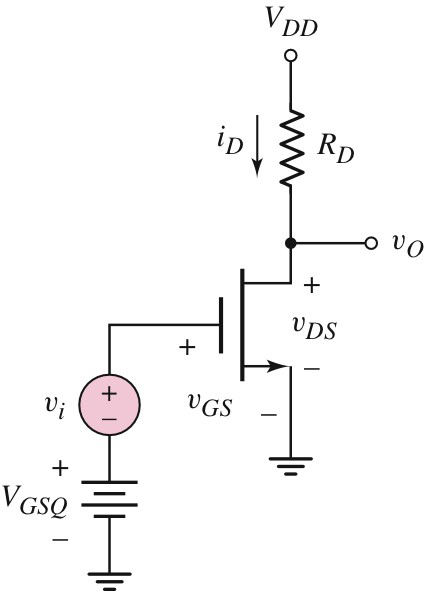 V_DD
i_D
R_D
v_O
+
v_DS
+
−
v_GS
−
+
−
v_i
+
V_GSQ
−